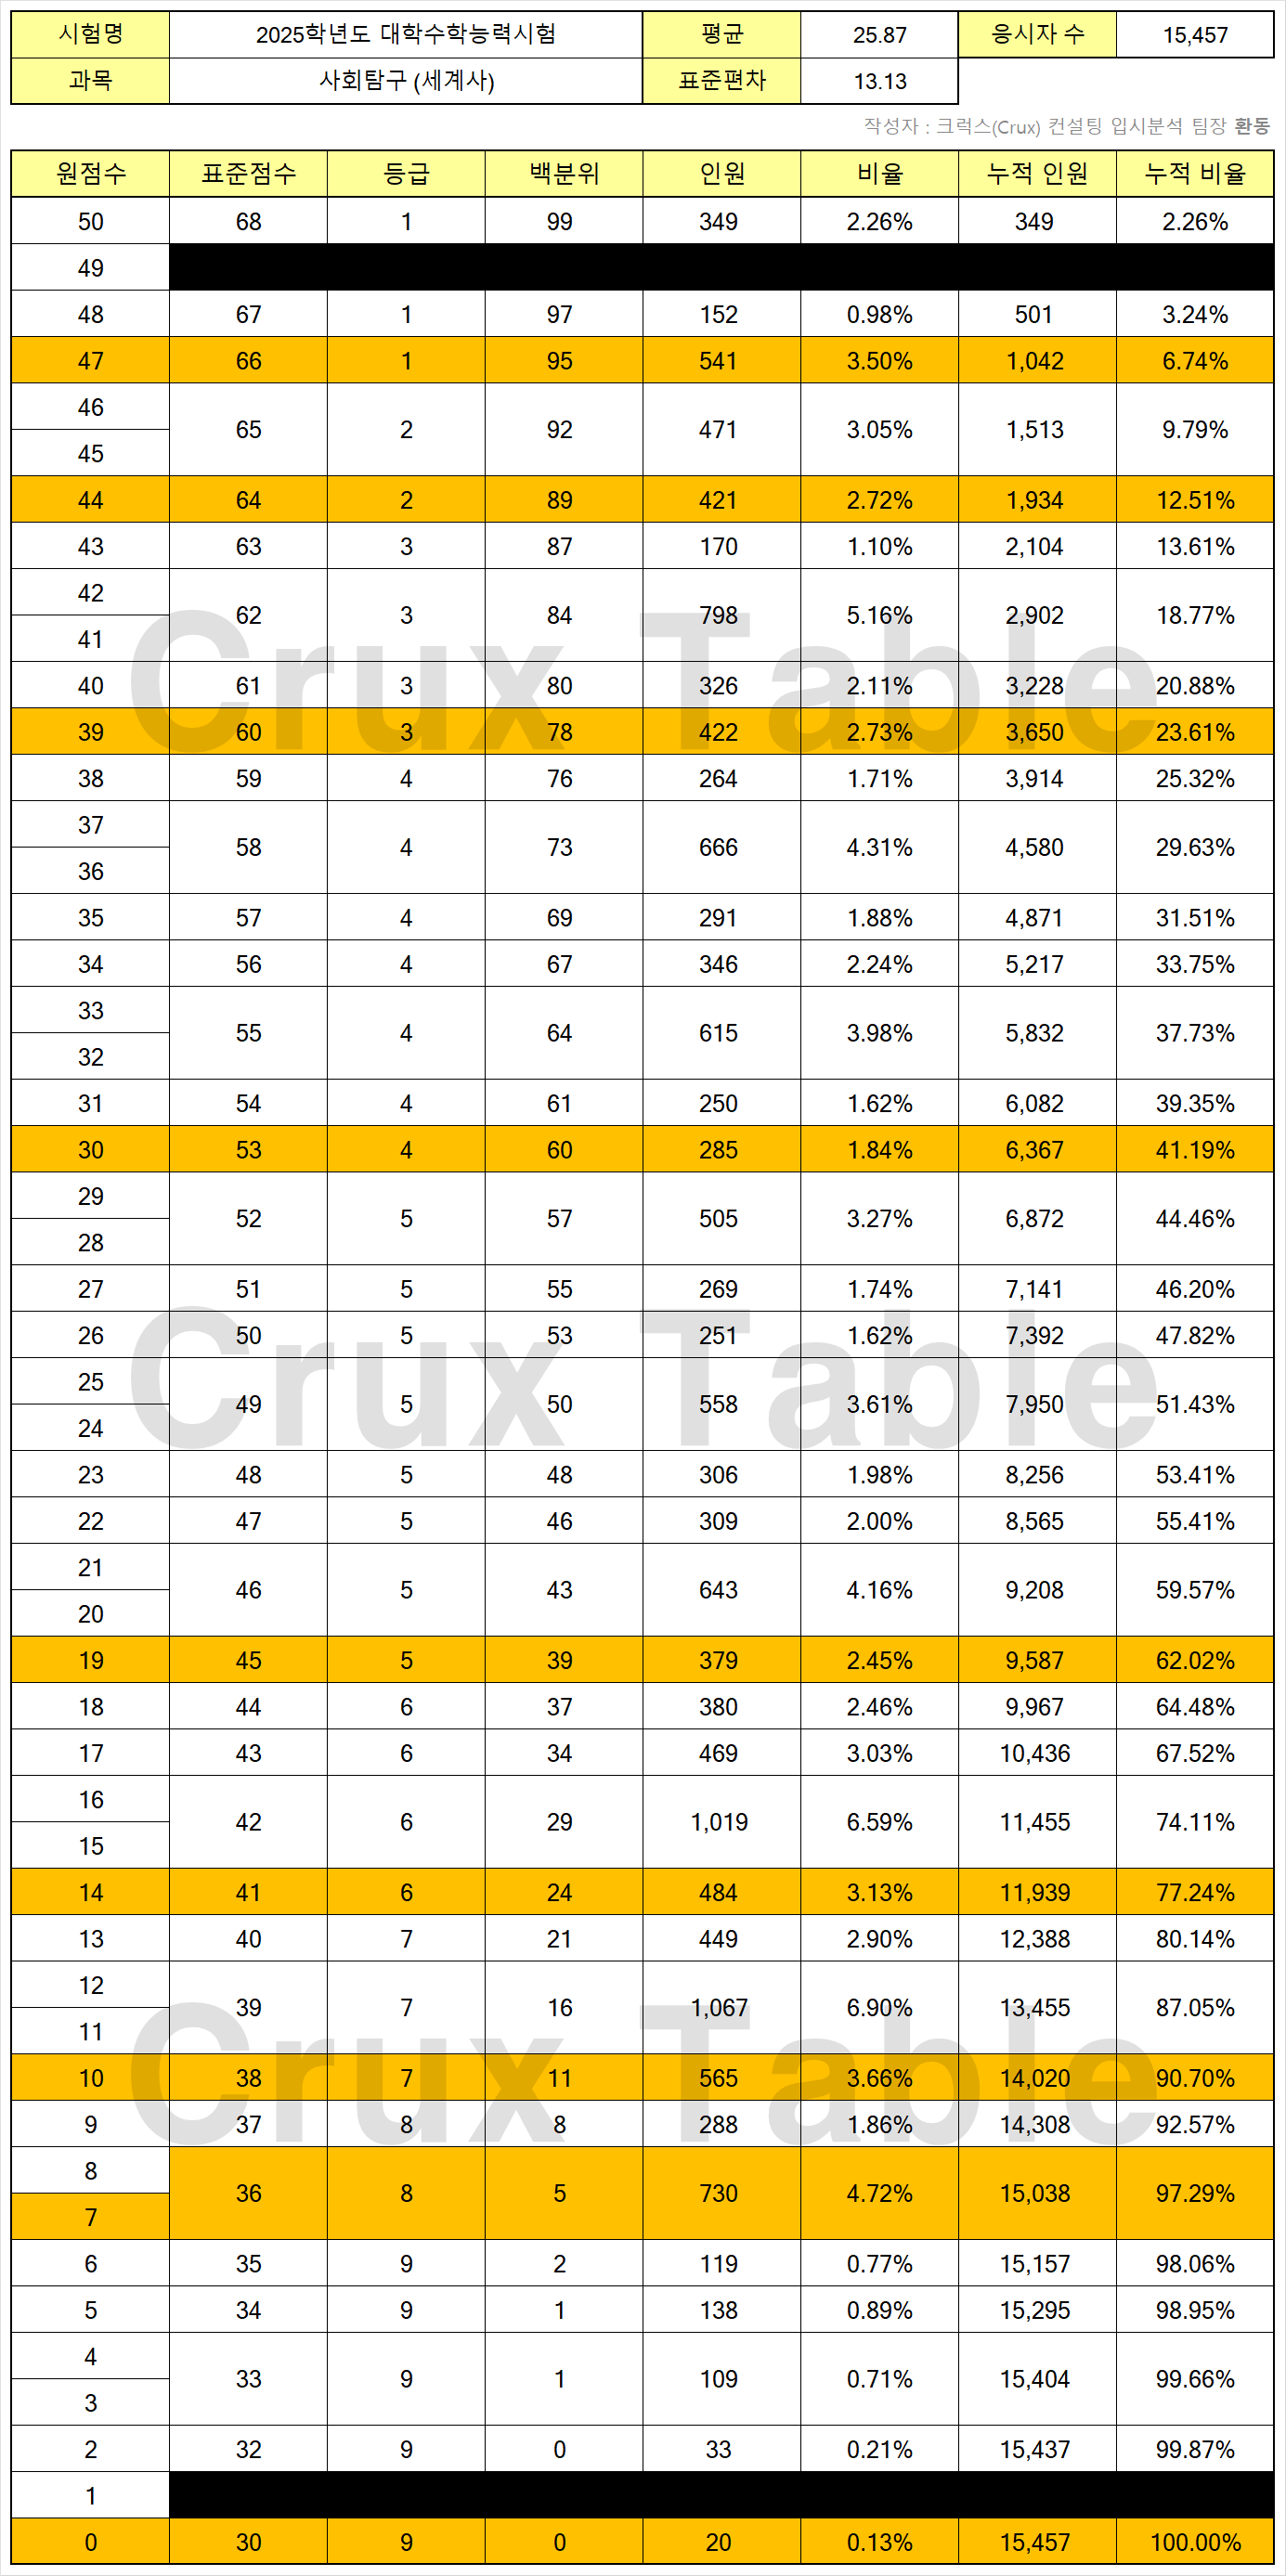 시험명 2025학년도 대학수학능력시험 평균 25.87 응시자 수 15,457
과목 사회탐구 (세계사) 표준편차 13.13
작성자 : 크럭스(Crux) 컨설팅 입시분석 팀장 환동
원점수 표준점수 등급 백분위 인원 비율 누적 인원 누적 비율
50 68 1 99 349 2.26% 349 2.26%
49
48 67 1 97 152 0.98% 501 3.24%
47 66 1 95 541 3.50% 1,042 6.74%
46
65 2 92 471 3.05% 1,513 9.79%
45
44 64 2 89 421 2.72% 1,934 12.51%
43 63 3 87 170 1.10% 2,104 13.61%
42
62 3 84 798 5.16% 2,902 18.77%
41
Crux Table
40 61 3 80 326 2.11% 3,228 20.88%
39 60 3 78 422 2.73% 3,650 23.61%
38 59 4 76 264 1.71% 3,914 25.32%
37
58 4 73 666 4.31% 4,580 29.63%
36
35 57 4 69 291 1.88% 4,871 31.51%
34 56 4 67 346 2.24% 5,217 33.75%
33
55 4 64 615 3.98% 5,832 37.73%
32
31 54 4 61 250 1.62% 6,082 39.35%
30 53 4 60 285 1.84% 6,367 41.19%
29
52 5 57 505 3.27% 6,872 44.46%
28
27 51 5 55 269 1.74% 7,141 46.20%
26 50 5 53 251 1.62% 7,392 47.82%
Crux Table
25
49 5 50 558 3.61% 7,950 51.43%
24
23 48 5 48 306 1.98% 8,256 53.41%
22 47 5 46 309 2.00% 8,565 55.41%
21
46 5 43 643 4.16% 9,208 59.57%
20
19 45 5 39 379 2.45% 9,587 62.02%
18 44 6 37 380 2.46% 9,967 64.48%
17 43 6 34 469 3.03% 10,436 67.52%
16
42 6 29 1,019 6.59% 11,455 74.11%
15
14 41 6 24 484 3.13% 11,939 77.24%
13 40 7 21 449 2.90% 12,388 80.14%
12
39 7 16 1,067 6.90% 13,455 87.05%
11
Crux Table
10 38 7 11 565 3.66% 14,020 90.70%
9 37 8 8 288 1.86% 14,308 92.57%
8
36 8 5 730 4.72% 15,038 97.29%
7
6 35 9 2 119 0.77% 15,157 98.06%
5 34 9 1 138 0.89% 15,295 98.95%
4
33 9 1 109 0.71% 15,404 99.66%
3
2 32 9 0 33 0.21% 15,437 99.87%
1
0 30 9 0 20 0.13% 15,457 100.00%